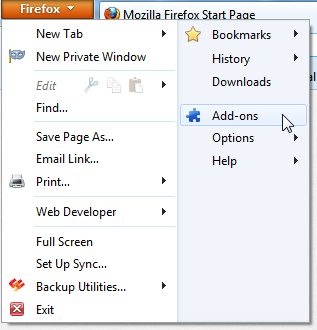 Firefox
Mozilla Firefox Start Page
New Tab
New Private Window
Edit
Find...
Save Page As...
Email Link...
Print...
Web Developer
Full Screen
Set Up Sync...
Backup Utilities...
Exit
Bookmarks
History
Downloads
Add-ons
Options
Help